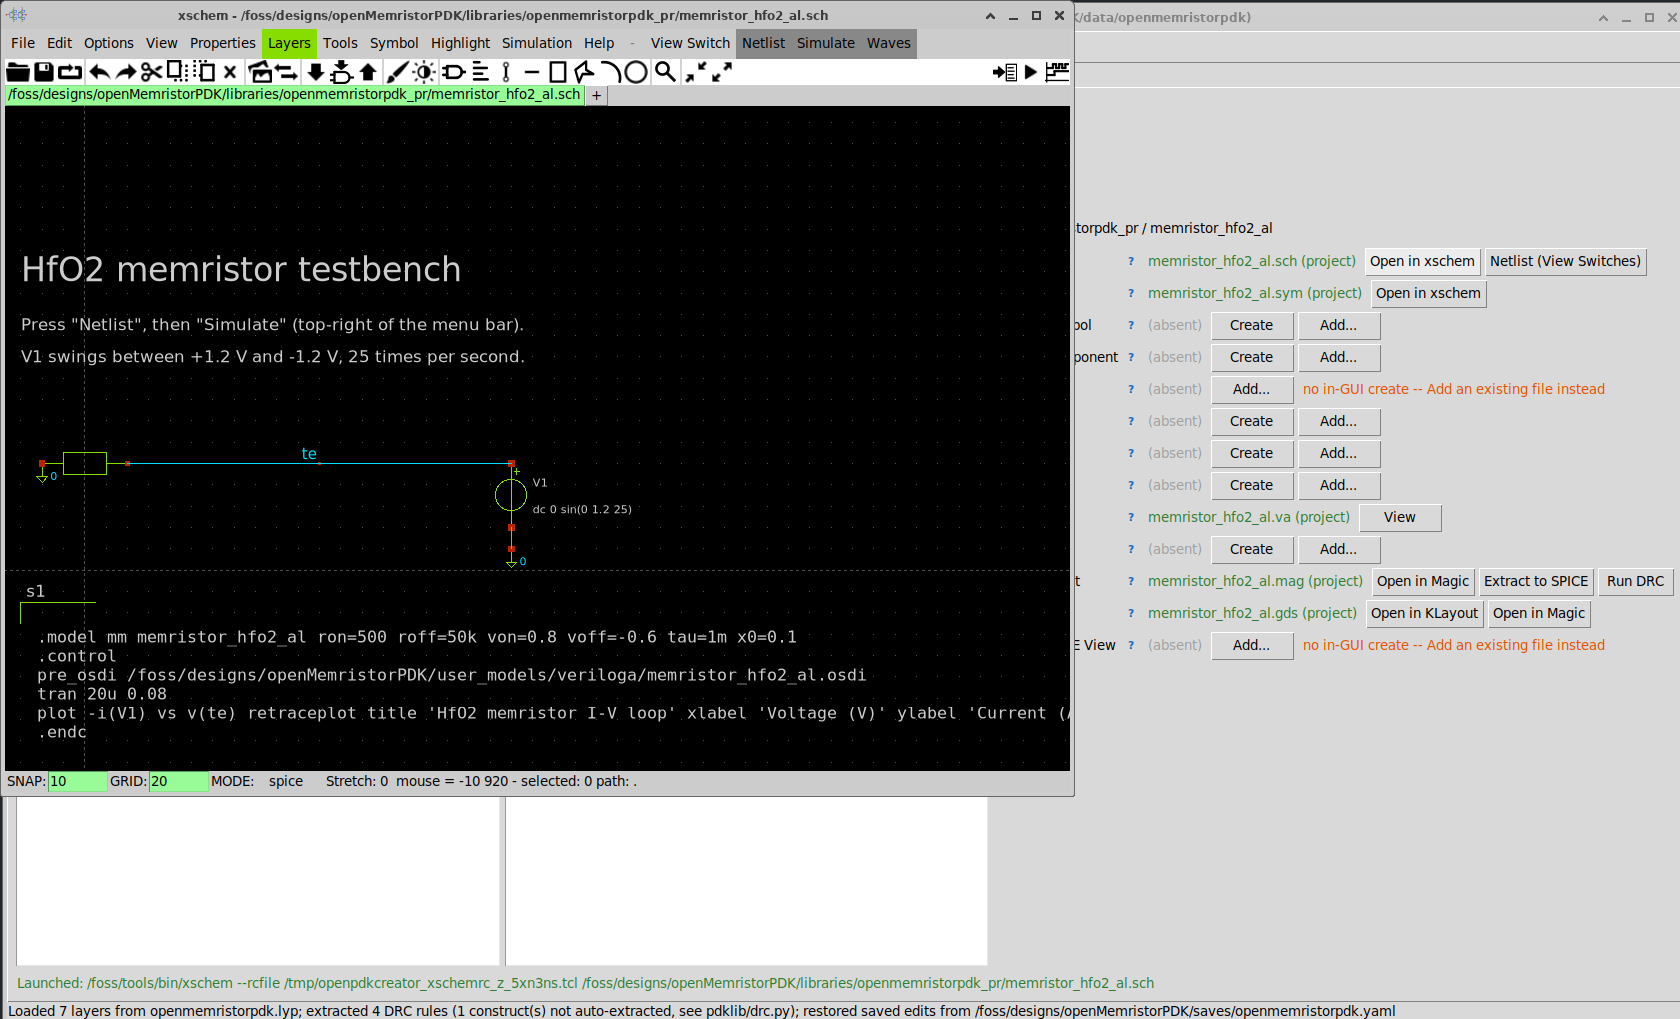 xschem - /foss/designs/openMemristorPDK/libraries/openmemristorpdk_pr/memristor_hfo2_al.sch
/data/openmemristorpdk)
File Edit Options View Properties Layers Tools Symbol Highlight Simulation Help - View Switch Netlist Simulate Waves
/foss/designs/openMemristorPDK/libraries/openmemristorpdk_pr/memristor_hfo2_al.sch +
HfO2 memristor testbench
Press "Netlist", then "Simulate" (top-right of the menu bar).
V1 swings between +1.2 V and -1.2 V, 25 times per second.
te
0
+
V1
dc 0 sin(0 1.2 25)
0
s1
.model mm memristor_hfo2_al ron=500 roff=50k von=0.8 voff=-0.6 tau=1m x0=0.1
.control
pre_osdi /foss/designs/openMemristorPDK/user_models/veriloga/memristor_hfo2_al.osdi
tran 20u 0.08
plot -i(V1) vs v(te) retraceplot title 'HfO2 memristor I-V loop' xlabel 'Voltage (V)' ylabel 'Current (
.endc
SNAP: 10 GRID: 20 MODE: spice Stretch: 0 mouse = -10 920 - selected: 0 path: .
torpdk_pr / memristor_hfo2_al
? memristor_hfo2_al.sch (project) Open in xschem Netlist (View Switches)
? memristor_hfo2_al.sym (project) Open in xschem
bol ? (absent) Create Add...
ponent ? (absent) Create Add...
? (absent) Add... no in-GUI create -- Add an existing file instead
? (absent) Create Add...
? (absent) Create Add...
? (absent) Create Add...
? memristor_hfo2_al.va (project) View
? (absent) Create Add...
t ? memristor_hfo2_al.mag (project) Open in Magic Extract to SPICE Run DRC
? memristor_hfo2_al.gds (project) Open in KLayout Open in Magic
E View ? (absent) Add... no in-GUI create -- Add an existing file instead
Launched: /foss/tools/bin/xschem --rcfile /tmp/openpdkcreator_xschemrc_z_5xn3ns.tcl /foss/designs/openMemristorPDK/libraries/openmemristorpdk_pr/memristor_hfo2_al.sch
Loaded 7 layers from openmemristorpdk.lyp; extracted 4 DRC rules (1 construct(s) not auto-extracted, see pdklib/drc.py); restored saved edits from /foss/designs/openMemristorPDK/saves/openmemristorpdk.yaml